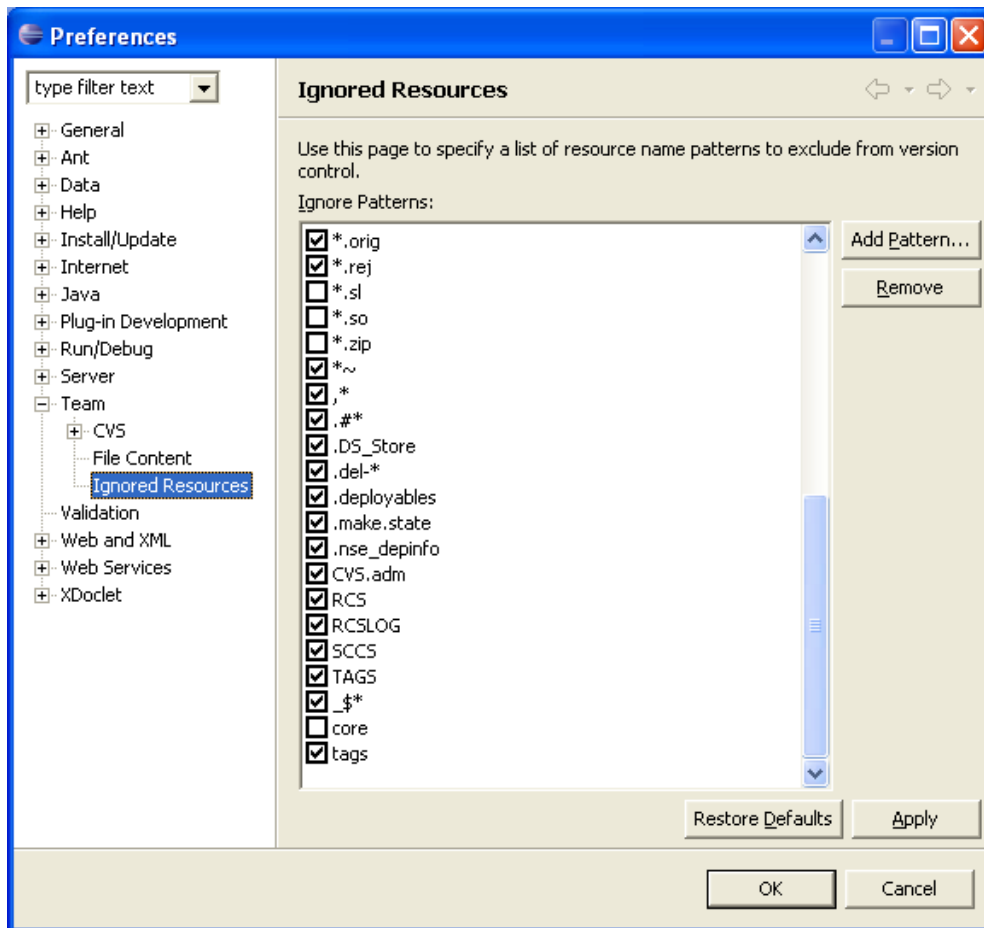 Preferences
type filter text
General
Ant
Data
Help
Install/Update
Internet
Java
Plug-in Development
Run/Debug
Server
Team
CVS
File Content
Ignored Resources
Validation
Web and XML
Web Services
XDoclet
Ignored Resources
Use this page to specify a list of resource name patterns to exclude from version
control.
Ignore Patterns:
*.orig
*.rej
*.sl
*.so
*.zip
*~
,*
.#*
.DS_Store
.del-*
.deployables
.make.state
.nse_depinfo
CVS.adm
RCS
RCSLOG
SCCS
TAGS
_$*
core
tags
Add Pattern...
Remove
Restore Defaults
Apply
OK
Cancel